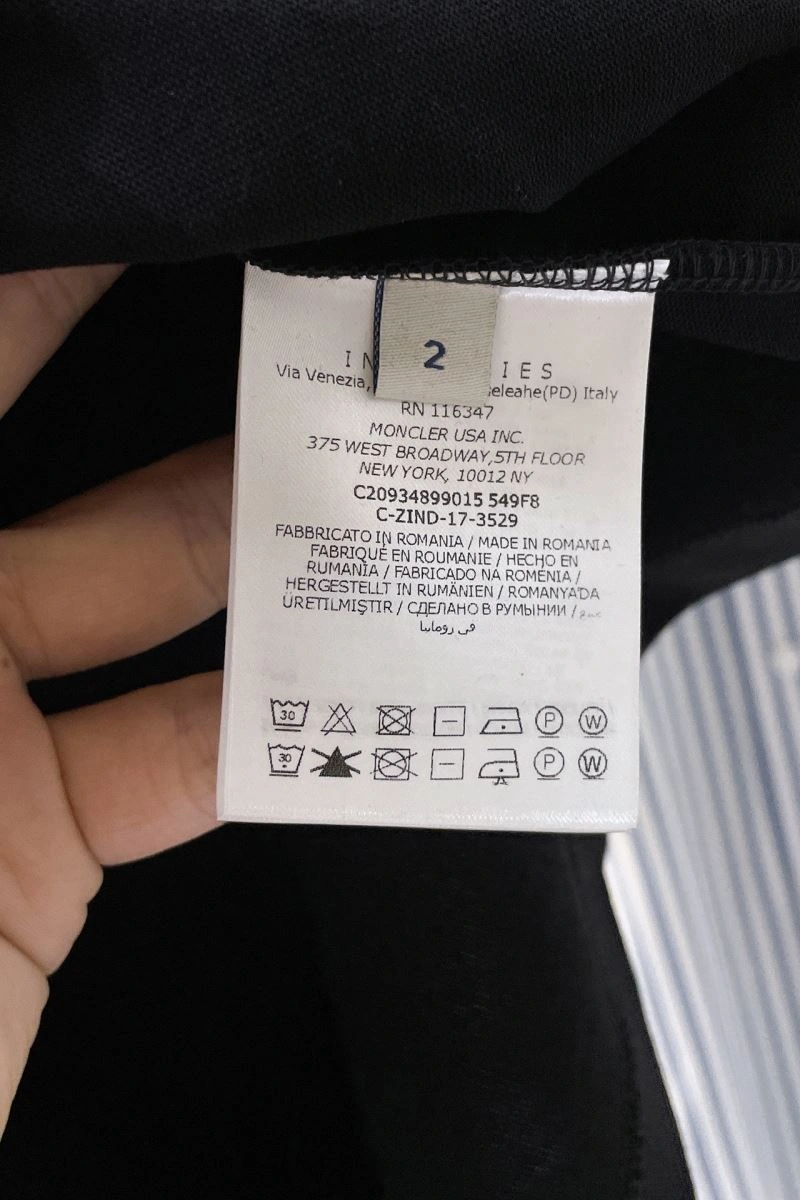 2
IES
Via Venezia, eleahe(PD) Italy
RN 116347
MONCLER USA INC.
375 WEST BROADWAY,5TH FLOOR
NEW YORK, 10012 NY
C20934899015 549F8
C-ZIND-17-3529
FABBRICATO IN ROMANIA / MADE IN ROMANIA
FABRIQUÉ EN ROUMANIE / HECHO EN
RUMANÍA / FABRICADO NA ROMENIA /
HERGESTELLT IN RUMÄNIEN / ROMANYA'DA
ÜRETILMIŞTIR / СДЕЛАНО В РУМЫНИИ /
في رومانيا
30 P W
30 P W